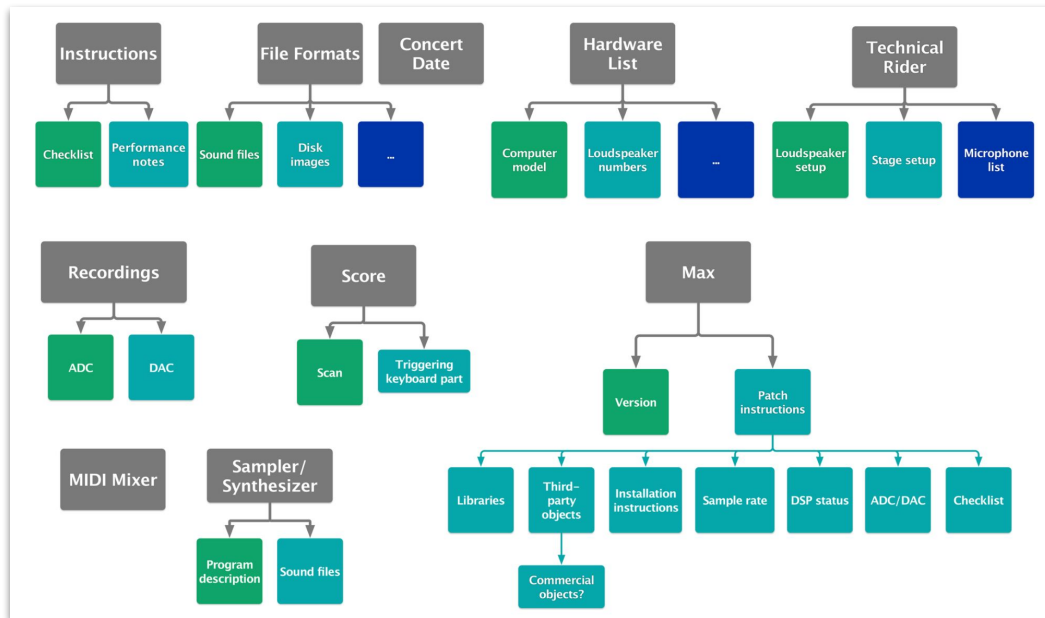 Instructions
File Formats
Concert
Date
Hardware
List
Technical
Rider
Checklist
Performance
notes
Sound files
Disk
images
...
Computer
model
Loudspeaker
numbers
...
Loudspeaker
setup
Stage setup
Microphone
list
Recordings
Score
Max
ADC
DAC
Scan
Triggering
keyboard part
Version
Patch
instructions
MIDI Mixer
Sampler/
Synthesizer
Libraries
Third-
party
objects
Installation
instructions
Sample rate
DSP status
ADC/DAC
Checklist
Program
description
Sound files
Commercial
objects?